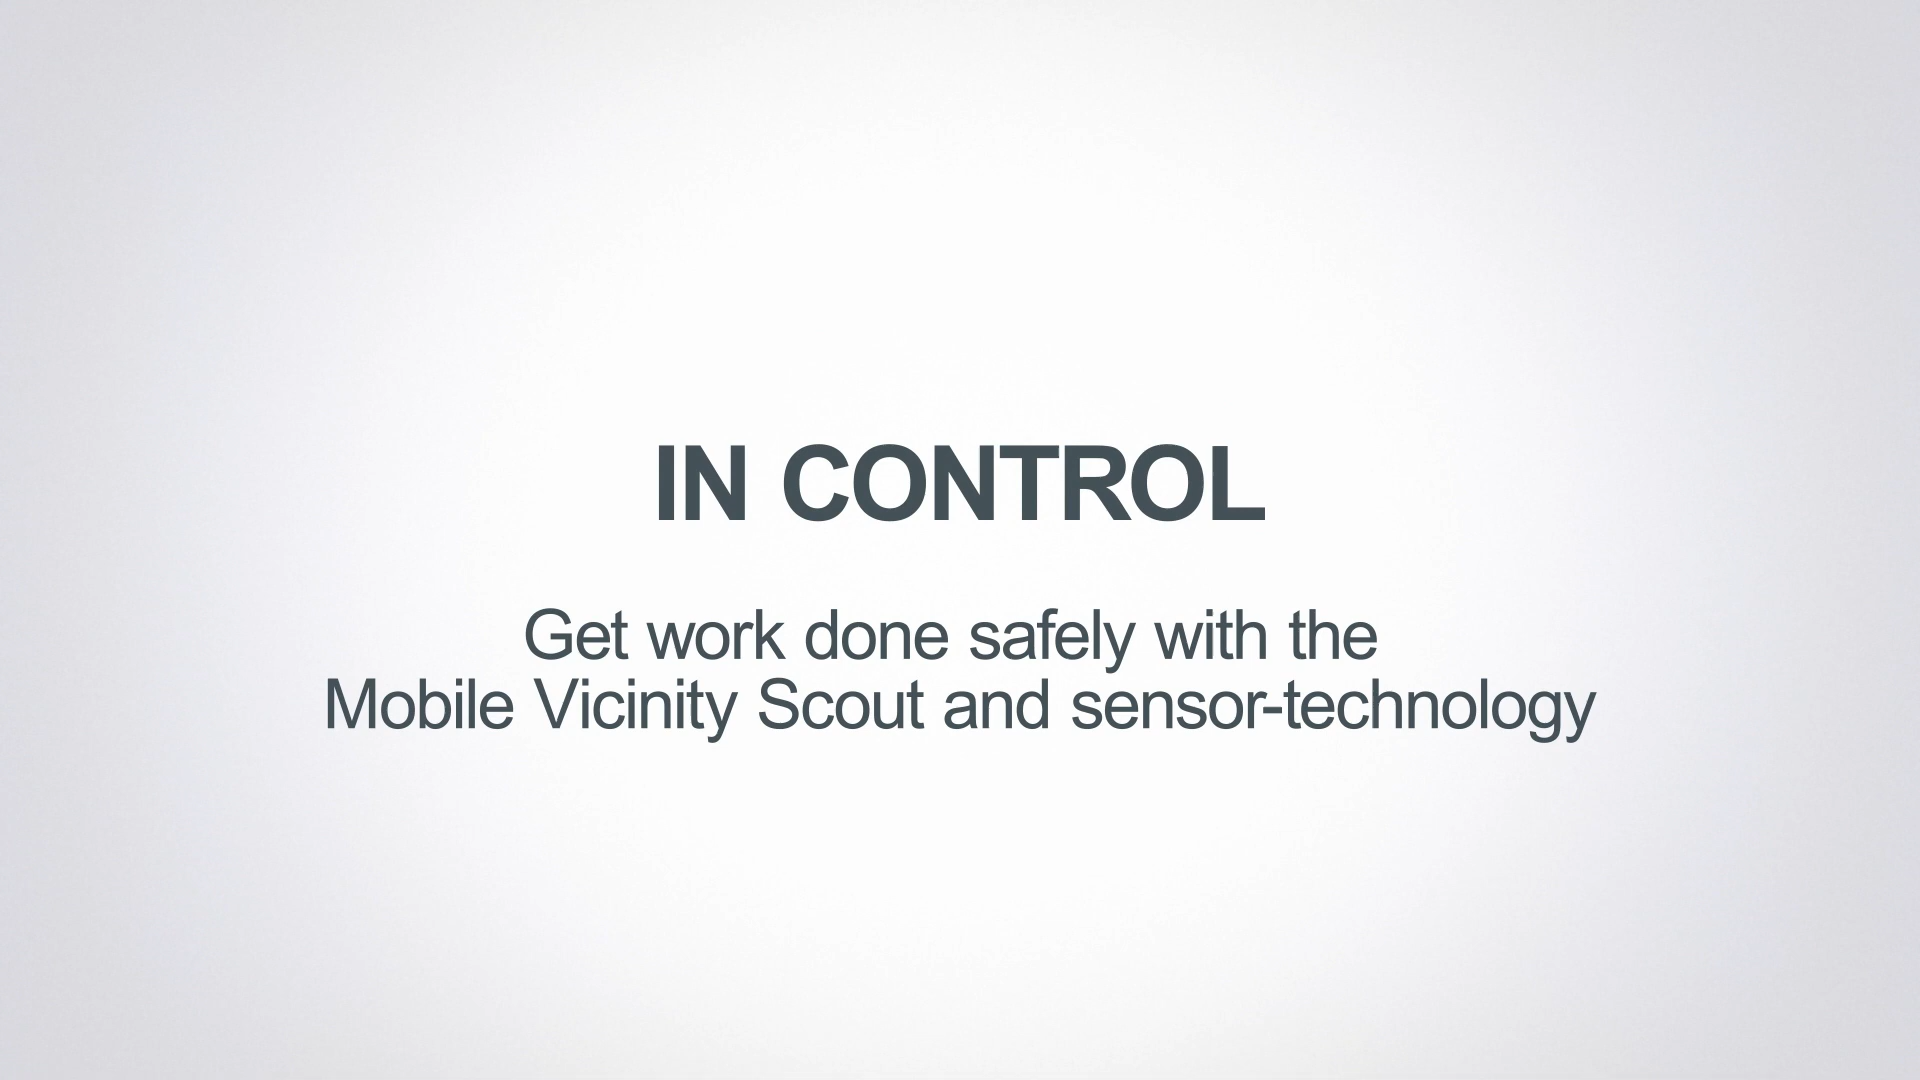 IN CONTROL
Get work done safely with the
Mobile Vicinity Scout and sensor-technology